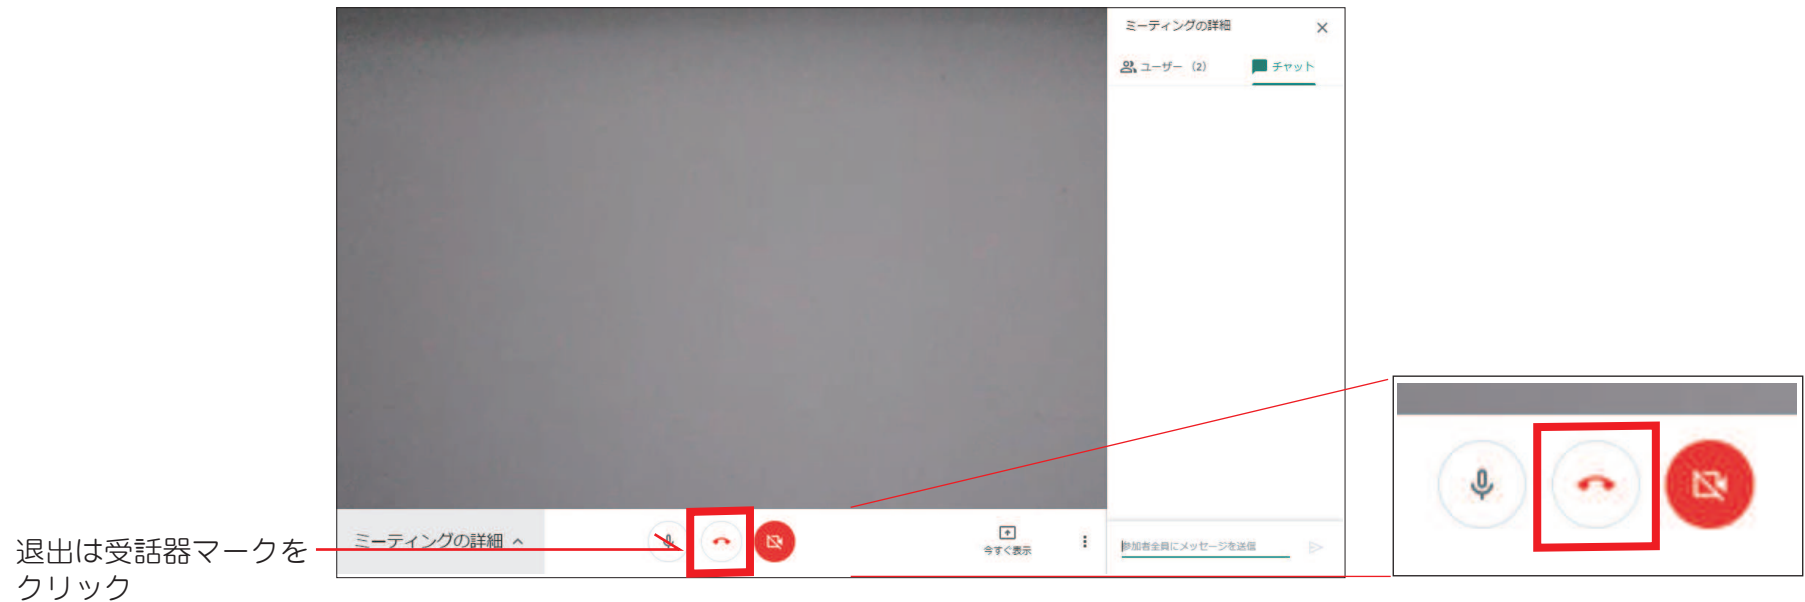 ミーティングの詳細
ユーザー (2)
チャット
ミーティングの詳細
今すぐ表示
参加者全員にメッセージを送信
退出は受話器マークを
クリック